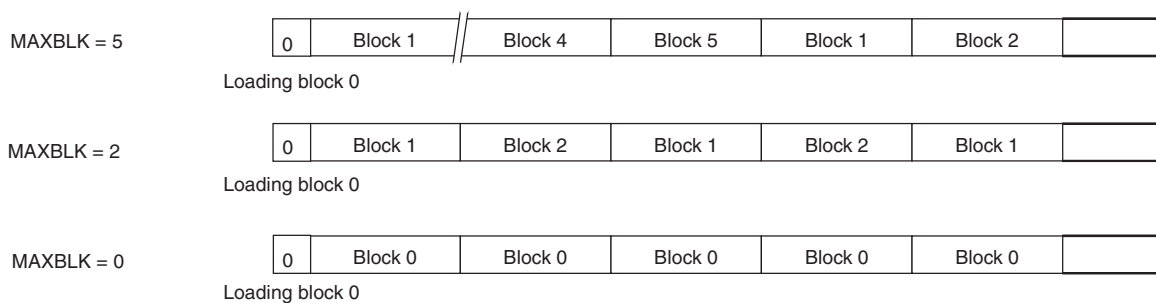 MAXBLK = 5 0 Block 1 Block 4 Block 5 Block 1 Block 2
Loading block 0
MAXBLK = 2 0 Block 1 Block 2 Block 1 Block 2 Block 1
Loading block 0
MAXBLK = 0 0 Block 0 Block 0 Block 0 Block 0 Block 0
Loading block 0